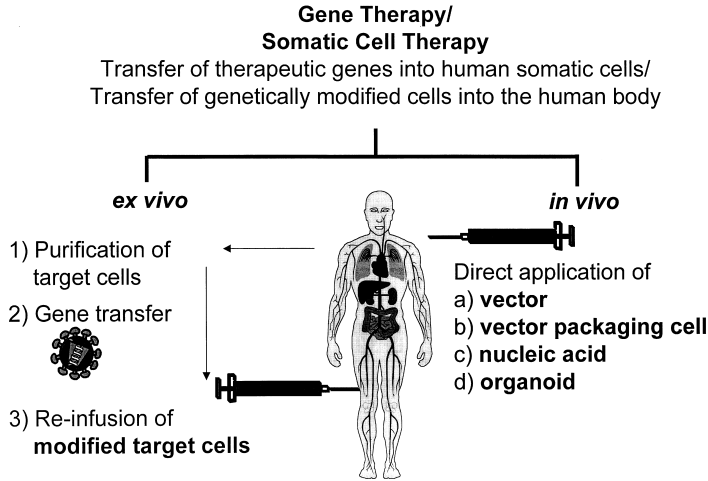 Gene Therapy/
Somatic Cell Therapy
Transfer of therapeutic genes into human somatic cells/
Transfer of genetically modified cells into the human body
ex vivo
1) Purification of
target cells
2) Gene transfer
3) Re-infusion of
modified target cells
in vivo
Direct application of
a) vector
b) vector packaging cell
c) nucleic acid
d) organoid